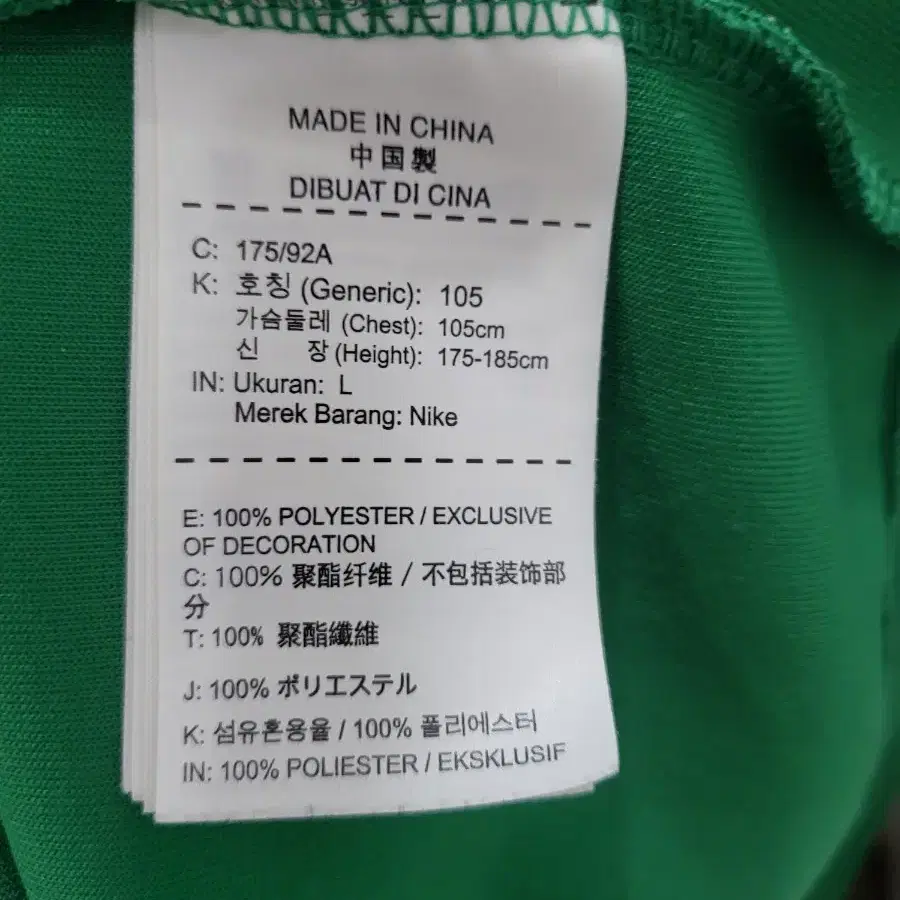 MADE IN CHINA
中国製
DIBUAT DI CINA
C: 175/92A
K: 호칭 (Generic): 105
가슴둘레 (Chest): 105cm
신 장 (Height): 175-185cm
IN: Ukuran: L
Merek Barang: Nike
E: 100% POLYESTER / EXCLUSIVE
OF DECORATION
C: 100% 聚酯纤维 / 不包括装饰部
分
T: 100% 聚酯纖維
J: 100% ポリエステル
K: 섬유혼용율 / 100% 폴리에스터
IN: 100% POLIESTER / EKSKLUSIF